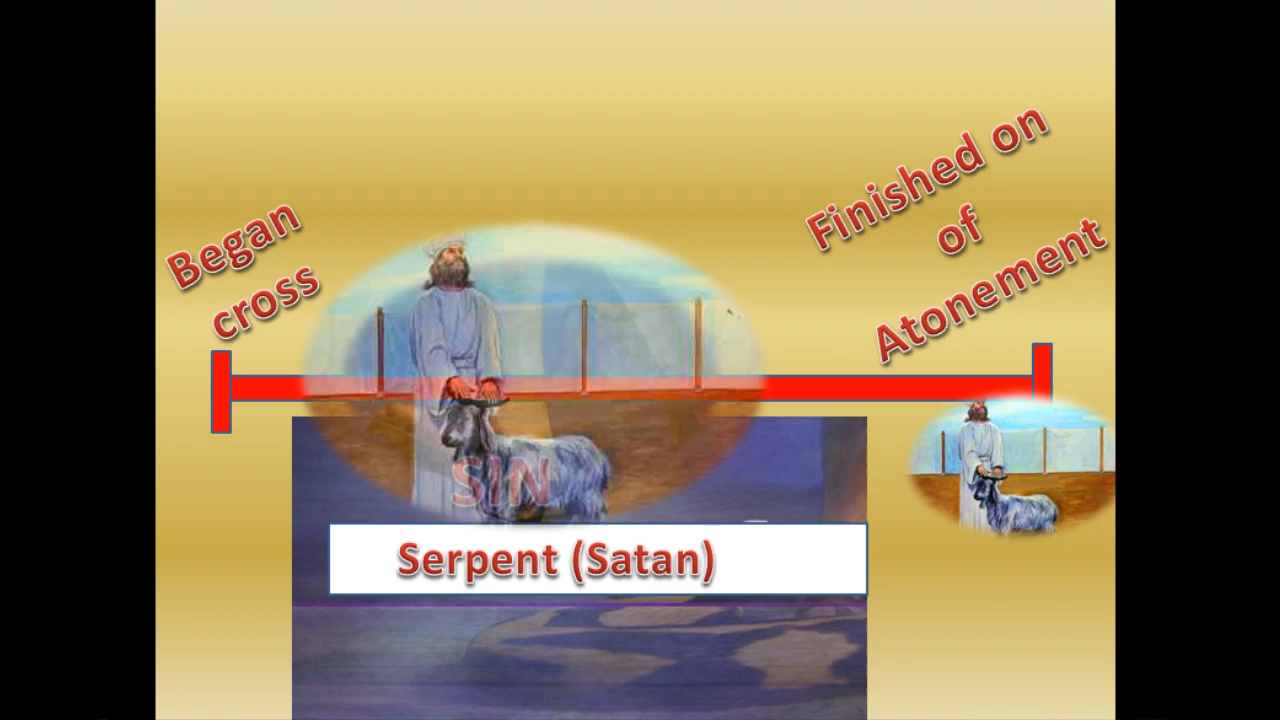 Began
cross
Finished on
of
Atonement
SIN
Serpent (Satan)